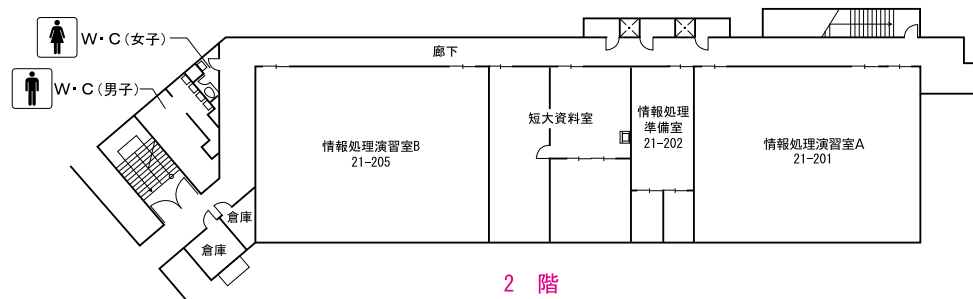 W・C(女子)
W・C(男子)
廊下
情報処理演習室B
21-205
短大資料室
情報処理
準備室
21-202
情報処理演習室A
21-201
倉庫
倉庫
2 階